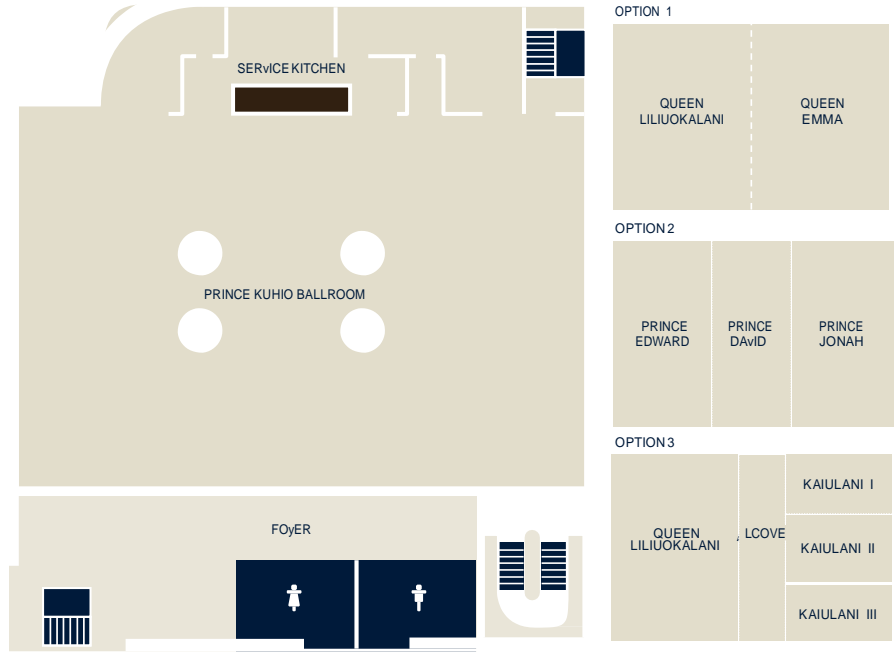 SERvICE KITCHEN
PRINCE KUHIO BALLROOM
FOyER
OPTION 1
QUEEN
LILIUOKALANI
QUEEN
EMMA
OPTION 2
PRINCE
EDWARD
PRINCE
DAvID
PRINCE
JONAH
OPTION 3
QUEEN
LILIUOKALANI
LCOVE
KAIULANI I
KAIULANI II
KAIULANI III